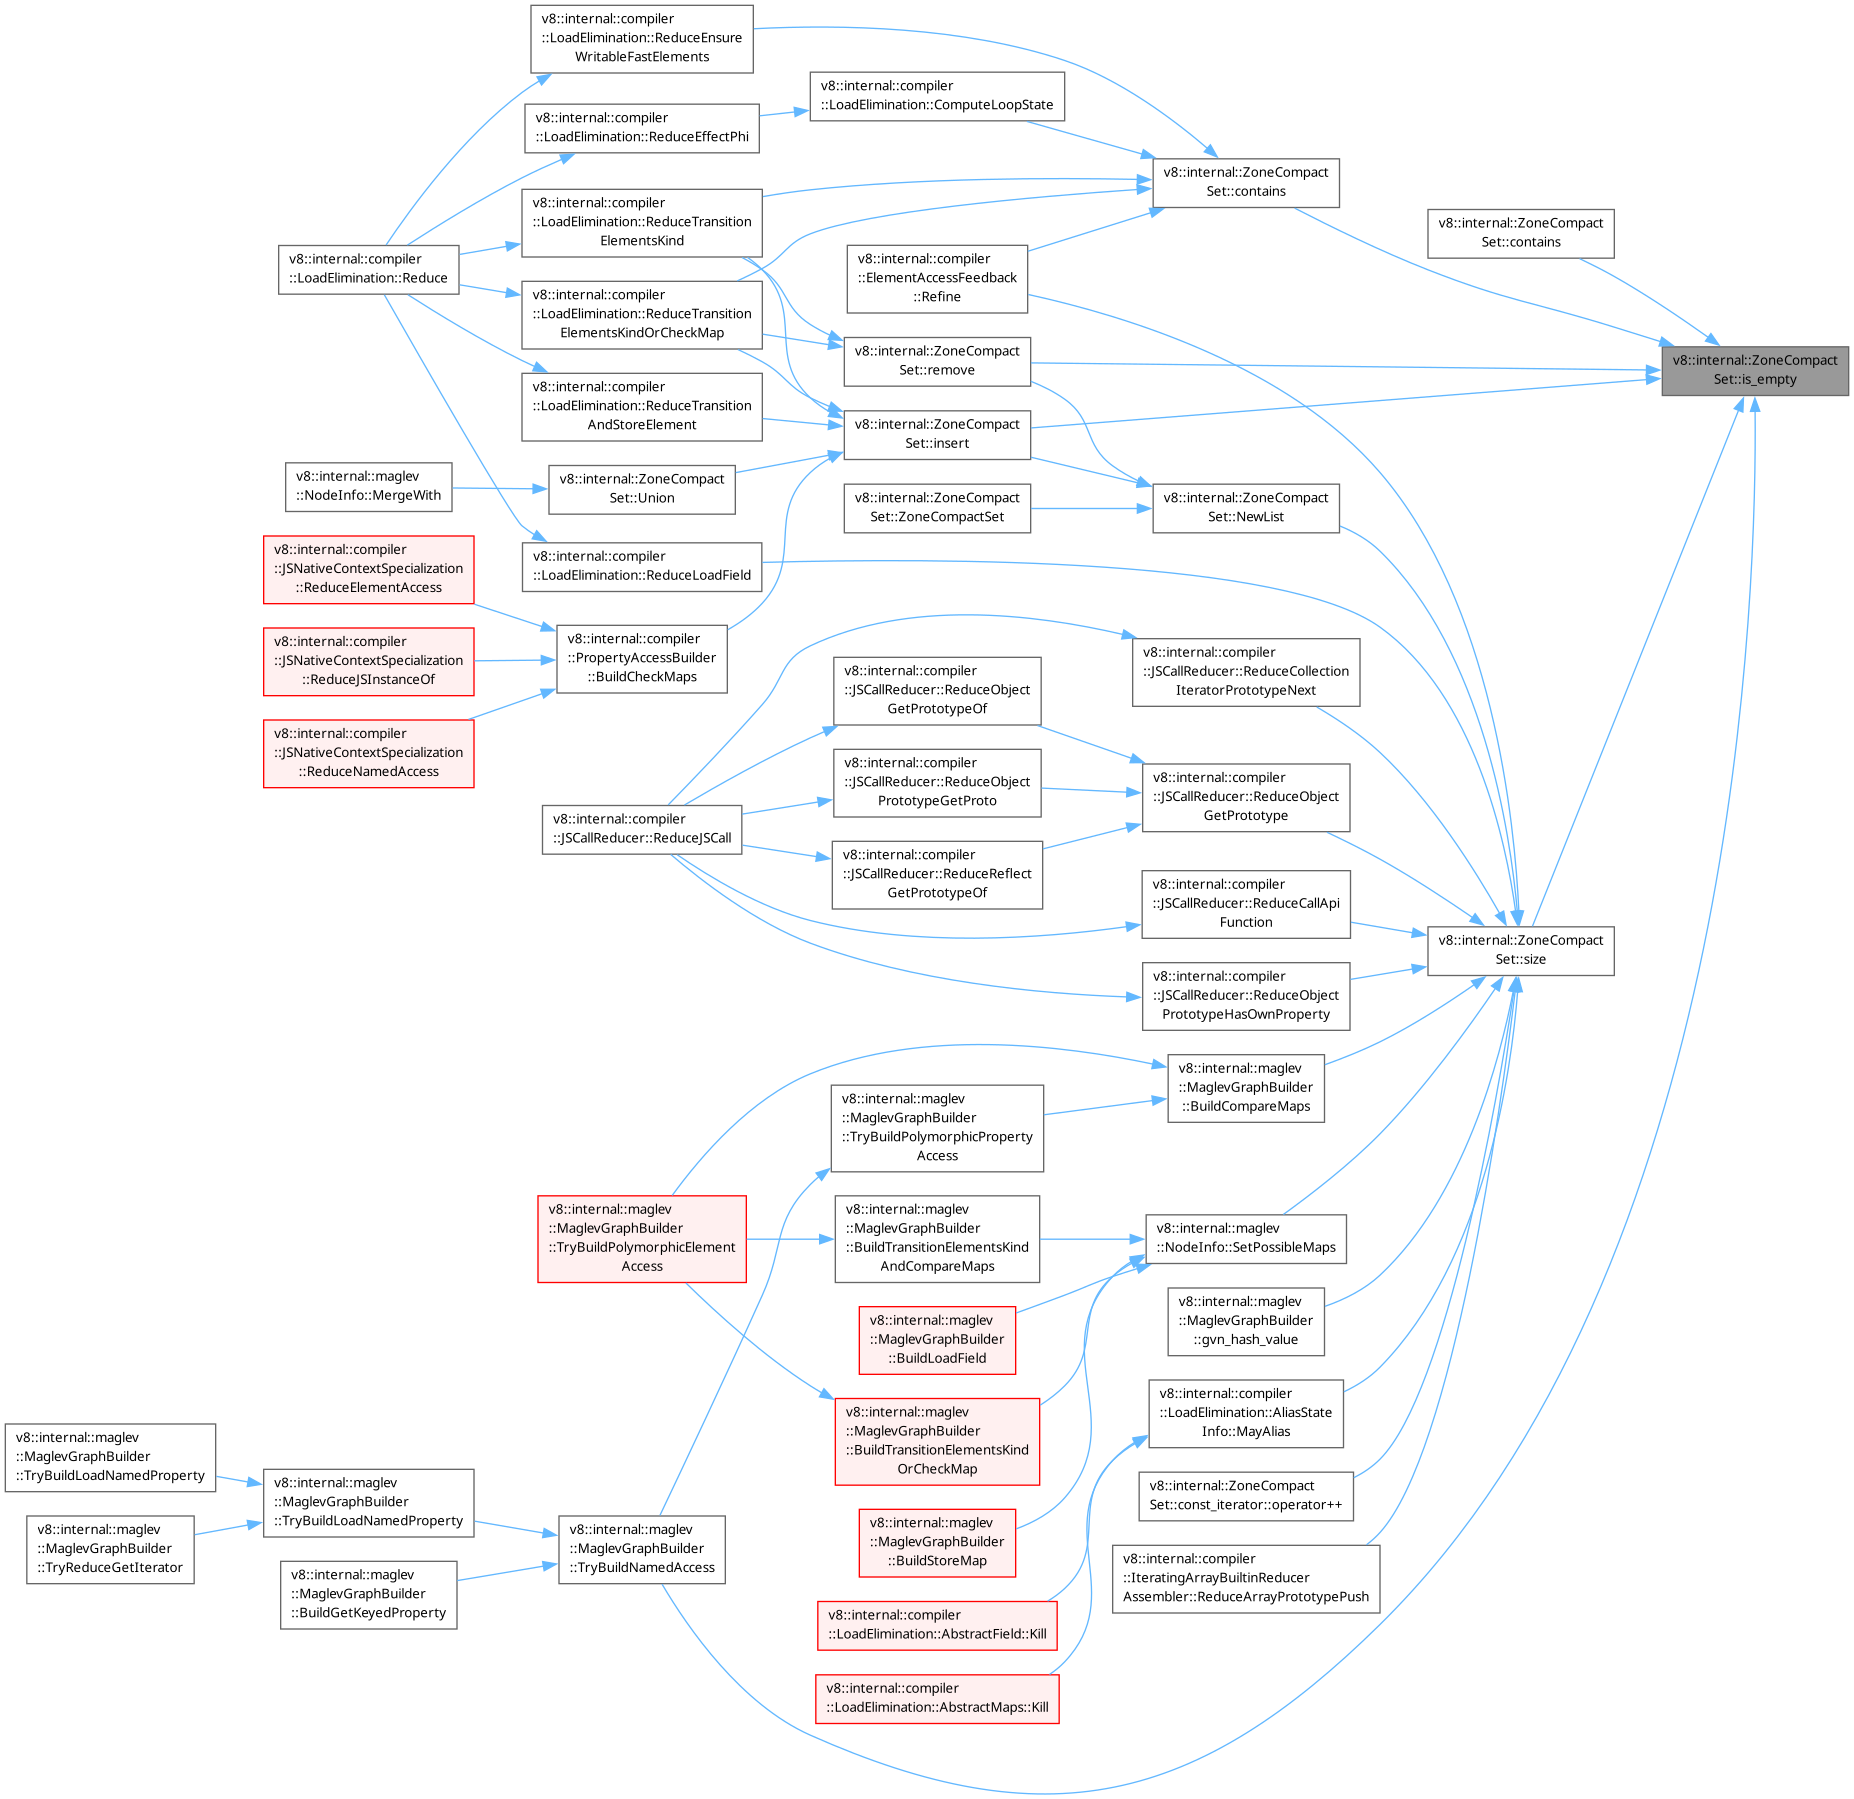 v8::internal::compiler
::LoadElimination::ReduceEnsure
WritableFastElements
v8::internal::compiler
::LoadElimination::ComputeLoopState
v8::internal::compiler
::LoadElimination::ReduceEffectPhi
v8::internal::ZoneCompact
Set::contains
v8::internal::compiler
::LoadElimination::ReduceTransition
ElementsKind
v8::internal::ZoneCompact
Set::contains
v8::internal::compiler
::LoadElimination::Reduce
v8::internal::compiler
::ElementAccessFeedback
::Refine
v8::internal::compiler
::LoadElimination::ReduceTransition
ElementsKindOrCheckMap
v8::internal::ZoneCompact
Set::remove
v8::internal::ZoneCompact
Set::is_empty
v8::internal::compiler
::LoadElimination::ReduceTransition
AndStoreElement
v8::internal::ZoneCompact
Set::insert
v8::internal::maglev
::NodeInfo::MergeWith
v8::internal::ZoneCompact
Set::Union
v8::internal::ZoneCompact
Set::ZoneCompactSet
v8::internal::ZoneCompact
Set::NewList
v8::internal::compiler
::JSNativeContextSpecialization
::ReduceElementAccess
v8::internal::compiler
::LoadElimination::ReduceLoadField
v8::internal::compiler
::JSNativeContextSpecialization
::ReduceJSInstanceOf
v8::internal::compiler
::PropertyAccessBuilder
::BuildCheckMaps
v8::internal::compiler
::JSCallReducer::ReduceCollection
IteratorPrototypeNext
v8::internal::compiler
::JSCallReducer::ReduceObject
GetPrototypeOf
v8::internal::compiler
::JSNativeContextSpecialization
::ReduceNamedAccess
v8::internal::compiler
::JSCallReducer::ReduceObject
PrototypeGetProto
v8::internal::compiler
::JSCallReducer::ReduceObject
GetPrototype
v8::internal::compiler
::JSCallReducer::ReduceJSCall
v8::internal::compiler
::JSCallReducer::ReduceReflect
GetPrototypeOf
v8::internal::compiler
::JSCallReducer::ReduceCallApi
Function
v8::internal::ZoneCompact
Set::size
v8::internal::compiler
::JSCallReducer::ReduceObject
PrototypeHasOwnProperty
v8::internal::maglev
::MaglevGraphBuilder
::BuildCompareMaps
v8::internal::maglev
::MaglevGraphBuilder
::TryBuildPolymorphicProperty
Access
v8::internal::maglev
::MaglevGraphBuilder
::TryBuildPolymorphicElement
Access
v8::internal::maglev
::MaglevGraphBuilder
::BuildTransitionElementsKind
AndCompareMaps
v8::internal::maglev
::NodeInfo::SetPossibleMaps
v8::internal::maglev
::MaglevGraphBuilder
::gvn_hash_value
v8::internal::maglev
::MaglevGraphBuilder
::BuildLoadField
v8::internal::compiler
::LoadElimination::AliasState
Info::MayAlias
v8::internal::maglev
::MaglevGraphBuilder
::BuildTransitionElementsKind
OrCheckMap
v8::internal::maglev
::MaglevGraphBuilder
::TryBuildLoadNamedProperty
v8::internal::maglev
::MaglevGraphBuilder
::TryBuildLoadNamedProperty
v8::internal::ZoneCompact
Set::const_iterator::operator++
v8::internal::maglev
::MaglevGraphBuilder
::TryReduceGetIterator
v8::internal::maglev
::MaglevGraphBuilder
::TryBuildNamedAccess
v8::internal::maglev
::MaglevGraphBuilder
::BuildStoreMap
v8::internal::compiler
::IteratingArrayBuiltinReducer
Assembler::ReduceArrayPrototypePush
v8::internal::maglev
::MaglevGraphBuilder
::BuildGetKeyedProperty
v8::internal::compiler
::LoadElimination::AbstractField::Kill
v8::internal::compiler
::LoadElimination::AbstractMaps::Kill